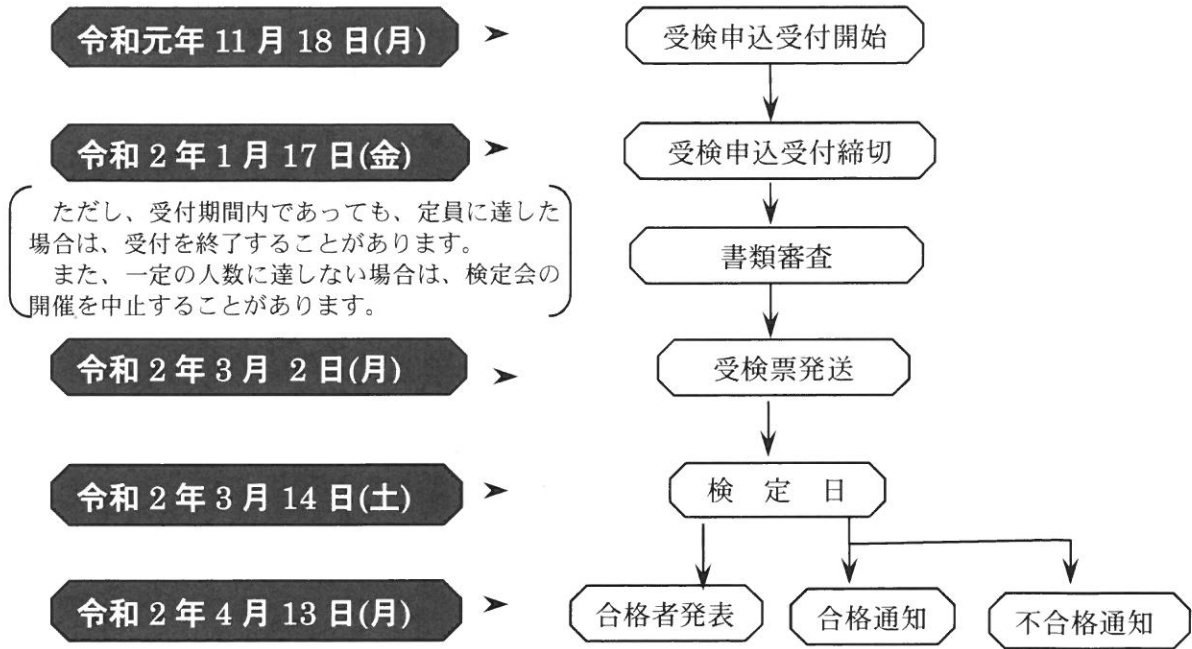 令和元年 11 月 18 日(月)
受検申込受付開始
令和 2 年 1 月 17 日(金)
受検申込受付締切
ただし、受付期間内であっても、定員に達した
場合は、受付を終了することがあります。
また、一定の人数に達しない場合は、検定会の
開催を中止することがあります。
書類審査
令和 2 年 3 月 2 日(月)
受検票発送
令和 2 年 3 月 14 日(土)
検 定 日
令和 2 年 4 月 13 日(月)
合格者発表
合格通知
不合格通知